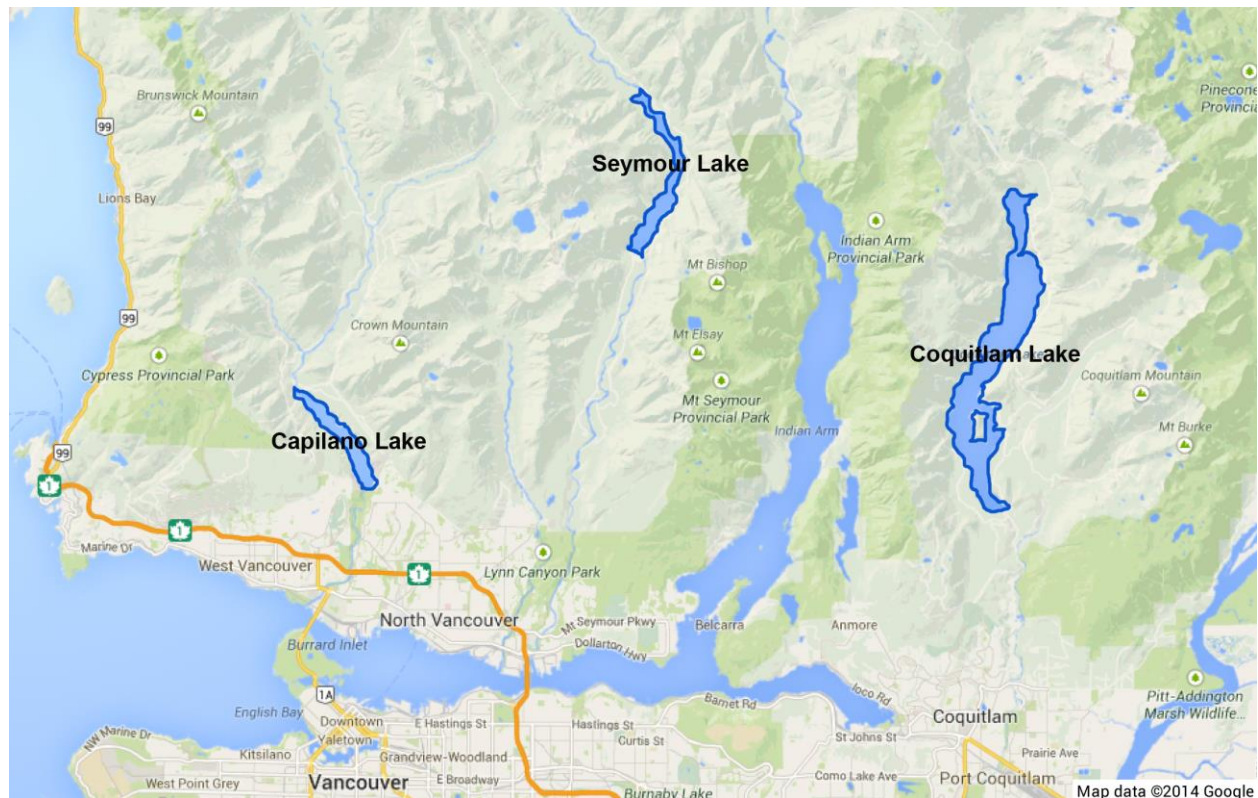 Brunswick Mountain
Pinecone
Provincial
99
Seymour Lake
Lions Bay
Indian Arm
Provincial Park
Mt Bishop
99
Crown Mountain
Mt Elsay
Coquitlam Lake
Cypress Provincial Park
Coquitlam Mountain
Mt Seymour
Provincial Park
Capilano Lake
Indian Arm
Mt Burke
99
1
1
Marine Dr
West Vancouver
1
Lynn Canyon Park
North Vancouver
Mt Seymour Pkwy
Belcarra
Anmore
Burrard Inlet
Dollarton Hwy
Pitt-Addington
Marsh Wildlife...
1A
Barnet Rd
Ioco Rd
English Bay
Downtown
E Hastings St
Hastings St
Coquitlam
NW Marine Dr
Yaletown
Curtis St
St Johns St
Kitsilano
Grandview-Woodland
Prairie Ave
West Point Grey
Vancouver
E Broadway
Como Lake Ave
Port Coquitlam
Burnaby Lake
Map data ©2014 Google